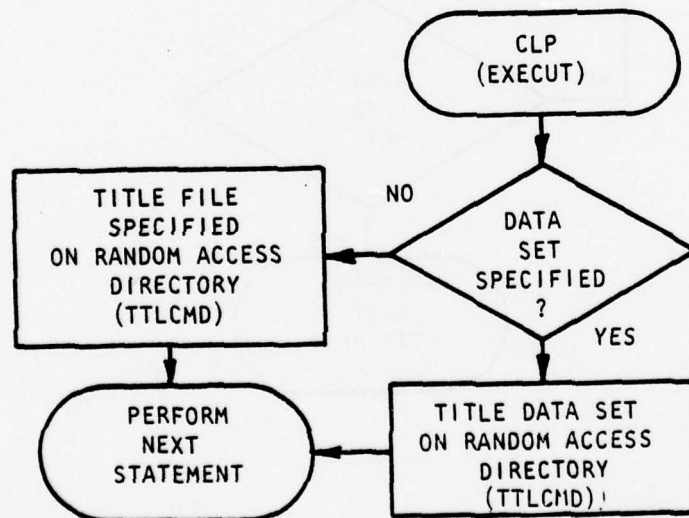 CLP
(EXECUT)
NO
DATA
SET
SPECIFIED
?
TITLE FILE
SPECIFIED
ON RANDOM ACCESS
DIRECTORY
(TTLCMD)
YES
TITLE DATA SET
ON RANDOM ACCESS
DIRECTORY
(TTLCMD)
PERFORM
NEXT
STATEMENT